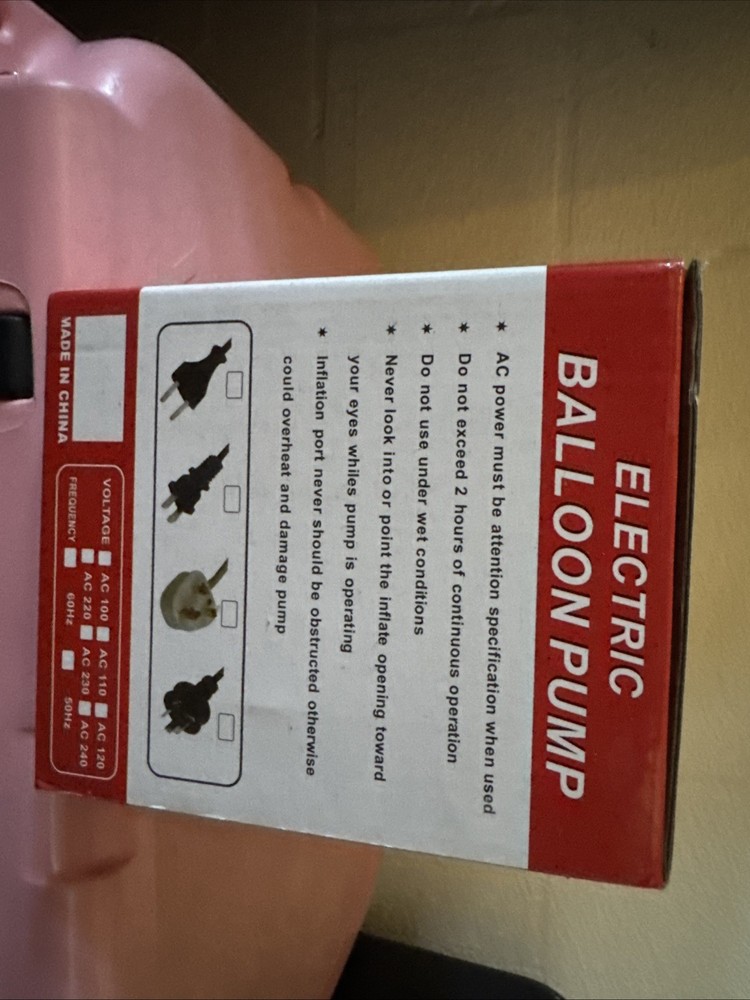 ELECTRIC
BALLOON PUMP
* AC power must be attention specification when used
* Do not exceed 2 hours of continuous operation
* Do not use under wet conditions
* Never look into or point the inflate opening toward
your eyes whiles pump is operating
* Inflation port never should be obstructed otherwise
could overheat and damage pump
MADE IN CHINA
VOLTAGE AC 100 AC 110 AC 120
AC 220 AC 230 AC 240
FREQUENCY 60Hz 50Hz